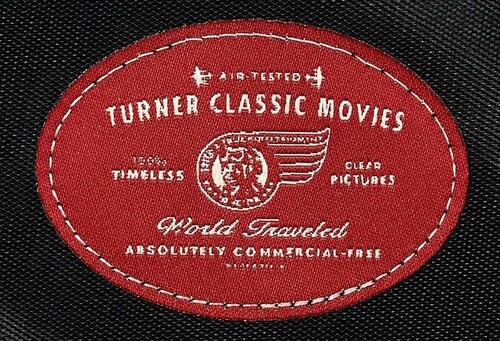 AIR-TESTED
TURNER CLASSIC MOVIES
100%
TIMELESS
CLEAR
PICTURES
World Traveled
ABSOLUTELY COMMERCIAL-FREE